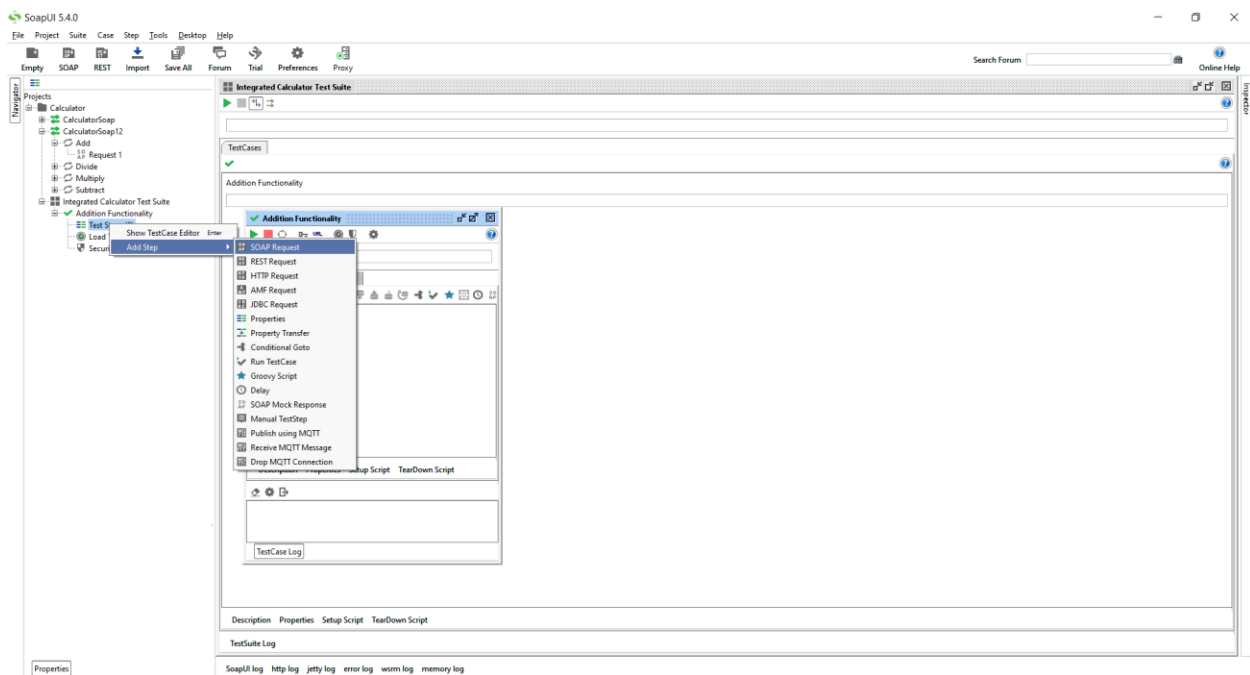 SoapUI 5.4.0
File Project Suite Case Step Tools Desktop Help
Empty SOAP REST Import Save All Forum Trial Preferences Proxy
Search Forum
Online Help
Navigator
Projects
Calculator
CalculatorSoap
CalculatorSoap12
Add
Request 1
Divide
Multiply
Subtract
Integrated Calculator Test Suite
Addition Functionality
Test
Load
Securi
Properties
Show TestCase Editor Enter
Add Step
SOAP Request
REST Request
HTTP Request
AMF Request
JDBC Request
Properties
Property Transfer
Conditional Goto
Run TestCase
Groovy Script
Delay
SOAP Mock Response
Manual TestStep
Publish using MQTT
Receive MQTT Message
Drop MQTT Connection
Integrated Calculator Test Suite
TestCases
Addition Functionality
Addition Functionality
Description Properties Setup Script TearDown Script
TestCase Log
Description Properties Setup Script TearDown Script
TestSuite Log
SoapUI log http log jetty log error log wsrm log memory log
Inspector